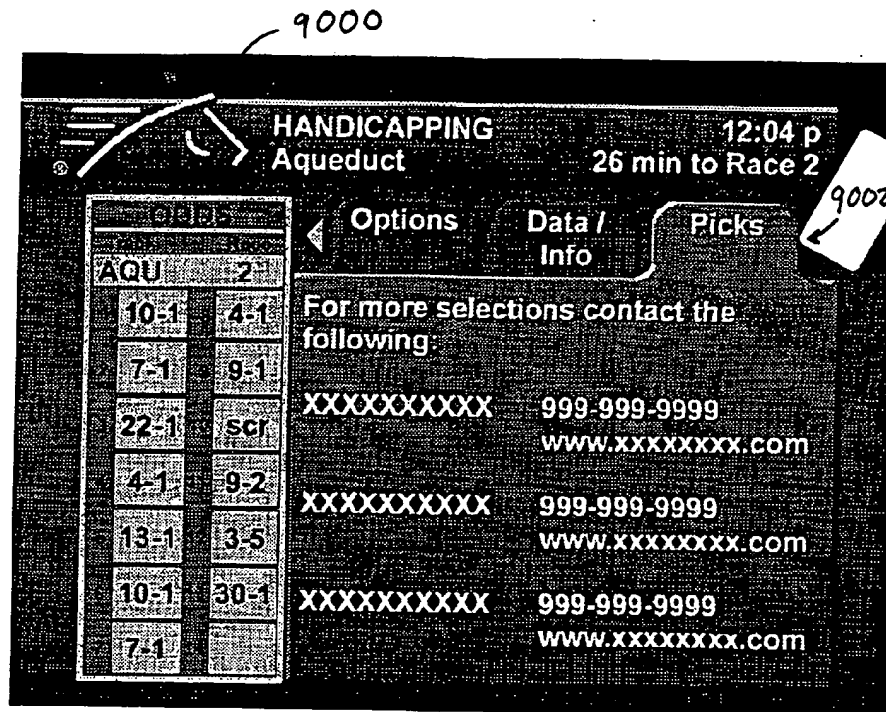 9000
HANDICAPPING
12:04 p
Aqueduct
26 min to Race 2
9002
ODDS
Options
Data /
Info
Picks
AQU 2
10-1 4-1
7-1 9-1
22-1 scr
4-1 9-2
13-1 3-5
10-1 30-1
7-1
For more selections contact the
following:
XXXXXXXXXX 999-999-9999
www.xxxxxxxx.com
XXXXXXXXXX 999-999-9999
www.xxxxxxxx.com
XXXXXXXXXX 999-999-9999
www.xxxxxxxx.com